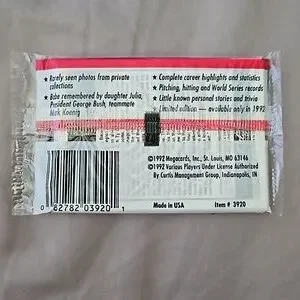 ★ Rarely seen photos from private
collections
★ Babe remembered by daughter Julia,
President George Bush, teammate
Mark Koenig
★ Complete career highlights and statistics
★ Pitching, hitting and World Series records
★ Little known personal stories and trivia
Limited edition — available only in 1992
©1992 Megacards, Inc., St. Louis, MO 63146
©1992 Various Players Under License Authorized
By Curtis Management Group, Indianapolis, IN
0 82782 03920 1
Made in USA
Item # 3920